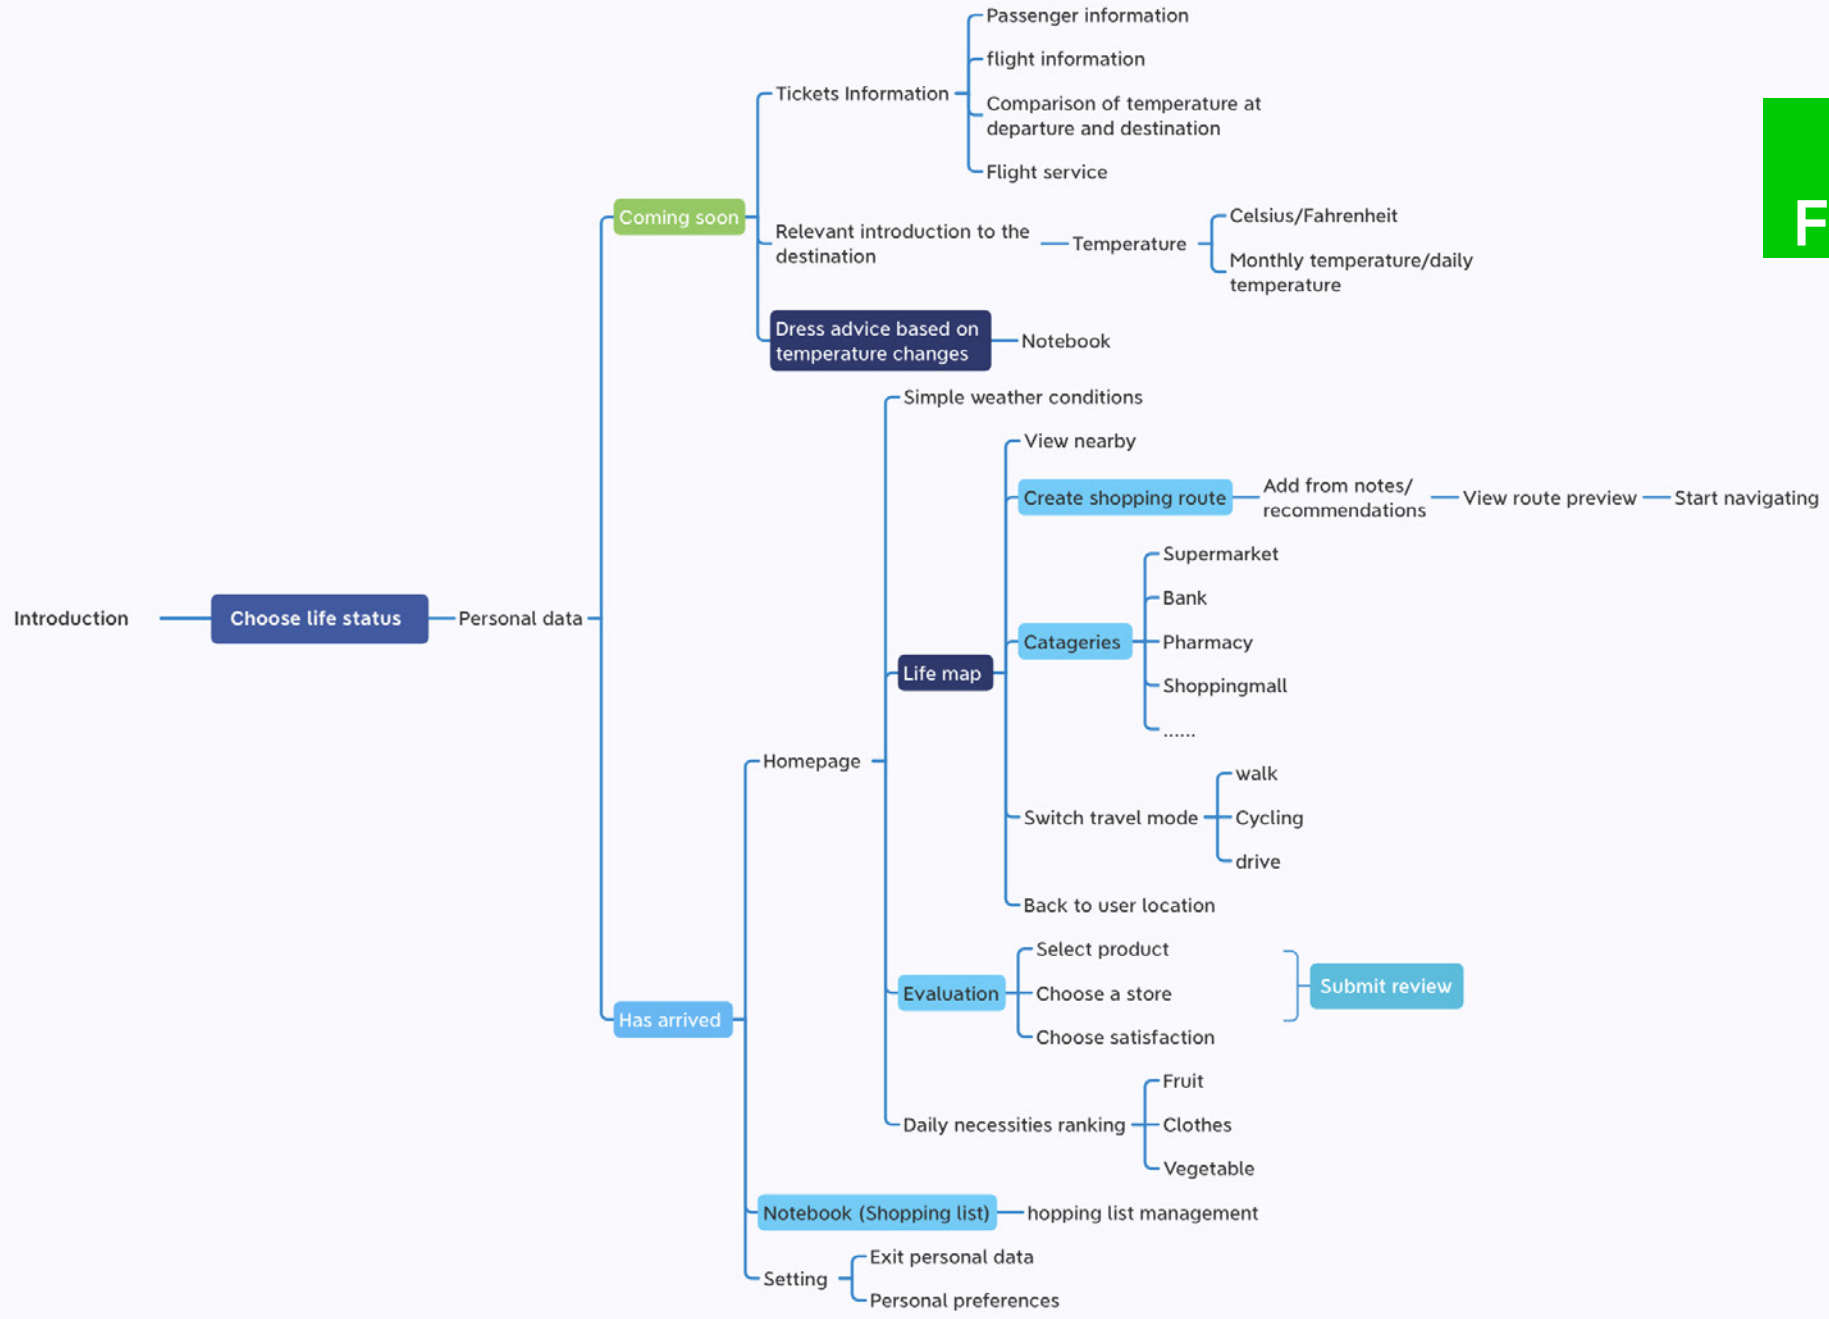 Passenger information
flight information
Tickets Information
Comparison of temperature at
departure and destination
Flight service
F
Coming soon
Relevant introduction to the
destination
Temperature
Celsius/Fahrenheit
Monthly temperature/daily
temperature
Dress advice based on
temperature changes
Notebook
Simple weather conditions
View nearby
Create shopping route
Add from notes/
recommendations
View route preview
Start navigating
Supermarket
Bank
Introduction
Choose life status
Personal data
Catageries
Pharmacy
Life map
Shoppingmall
......
Homepage
walk
Switch travel mode
Cycling
drive
Back to user location
Select product
Evaluation
Choose a store
Submit review
Has arrived
Choose satisfaction
Fruit
Daily necessities ranking
Clothes
Vegetable
Notebook (Shopping list)
hopping list management
Exit personal data
Setting
Personal preferences